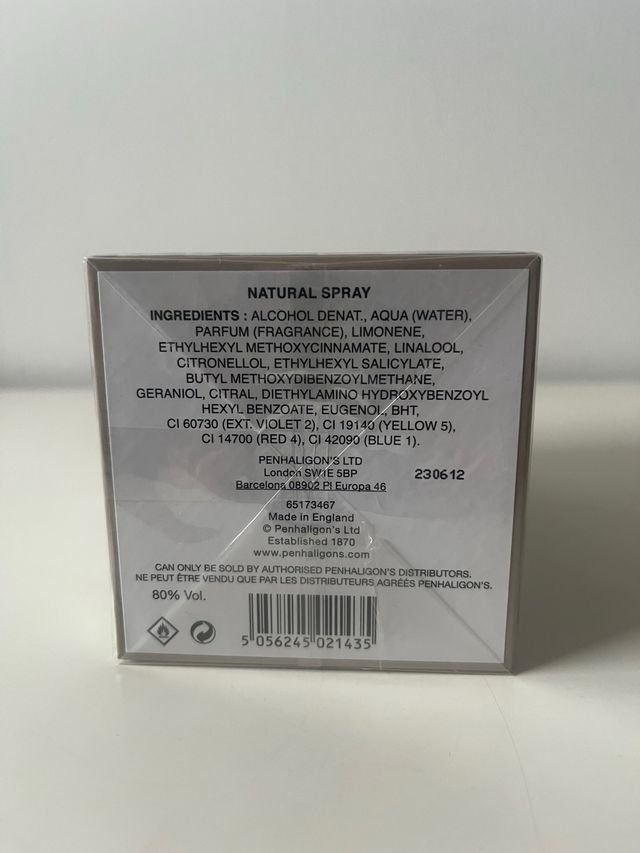 NATURAL SPRAY
INGREDIENTS : ALCOHOL DENAT., AQUA (WATER),
PARFUM (FRAGRANCE), LIMONENE,
ETHYLHEXYL METHOXYCINNAMATE, LINALOOL,
CITRONELLOL, ETHYLHEXYL SALICYLATE,
BUTYL METHOXYDIBENZOYLMETHANE,
GERANIOL, CITRAL, DIETHYLAMINO HYDROXYBENZOYL
HEXYL BENZOATE, EUGENOL, BHT,
CI 60730 (EXT. VIOLET 2), CI 19140 (YELLOW 5),
CI 14700 (RED 4), CI 42090 (BLUE 1).
PENHALIGON'S LTD
London SW1E 5BP
Barcelona 08902 Pl Europa 46
230612
65173467
Made in England
© Penhaligon's Ltd
Established 1870
www.penhaligons.com
CAN ONLY BE SOLD BY AUTHORISED PENHALIGON'S DISTRIBUTORS.
NE PEUT ÊTRE VENDU QUE PAR LES DISTRIBUTEURS AGRÉÉS PENHALIGON'S.
80% Vol.
5 056245 021435